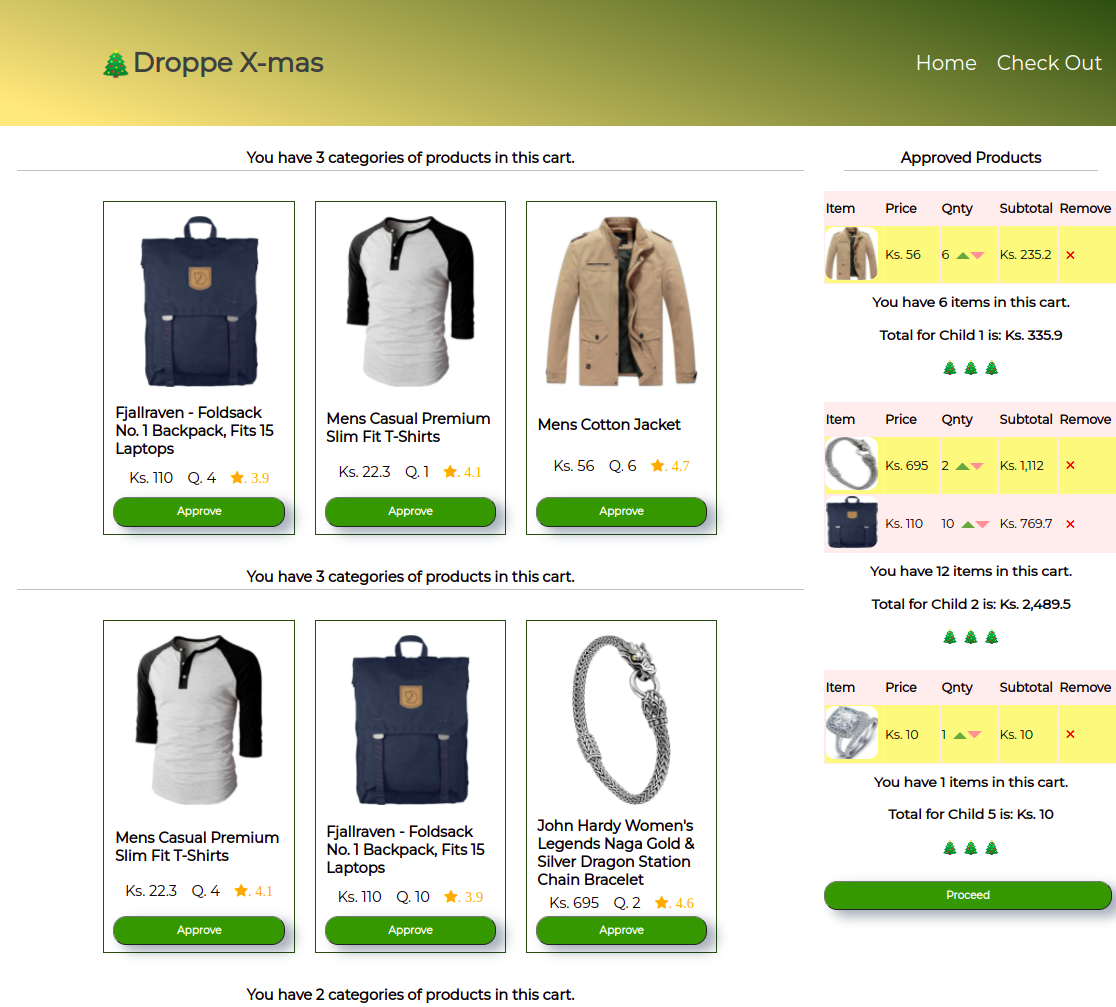 Droppe X-mas
Home Check Out
You have 3 categories of products in this cart.
Fjallraven - Foldsack
No. 1 Backpack, Fits 15
Laptops
Ks. 110 Q. 4 . 3.9
Approve
Mens Casual Premium
Slim Fit T-Shirts
Ks. 22.3 Q. 1 . 4.1
Approve
Mens Cotton Jacket
Ks. 56 Q. 6 . 4.7
Approve
You have 3 categories of products in this cart.
Mens Casual Premium
Slim Fit T-Shirts
Ks. 22.3 Q. 4 . 4.1
Approve
Fjallraven - Foldsack
No. 1 Backpack, Fits 15
Laptops
Ks. 110 Q. 10 . 3.9
Approve
John Hardy Women's
Legends Naga Gold &
Silver Dragon Station
Chain Bracelet
Ks. 695 Q. 2 . 4.6
Approve
You have 2 categories of products in this cart.
Approved Products
Item Price Qnty Subtotal Remove
Ks. 56 6 Ks. 235.2
You have 6 items in this cart.
Total for Child 1 is: Ks. 335.9
Item Price Qnty Subtotal Remove
Ks. 695 2 Ks. 1,112
Ks. 110 10 Ks. 769.7
You have 12 items in this cart.
Total for Child 2 is: Ks. 2,489.5
Item Price Qnty Subtotal Remove
Ks. 10 1 Ks. 10
You have 1 items in this cart.
Total for Child 5 is: Ks. 10
Proceed